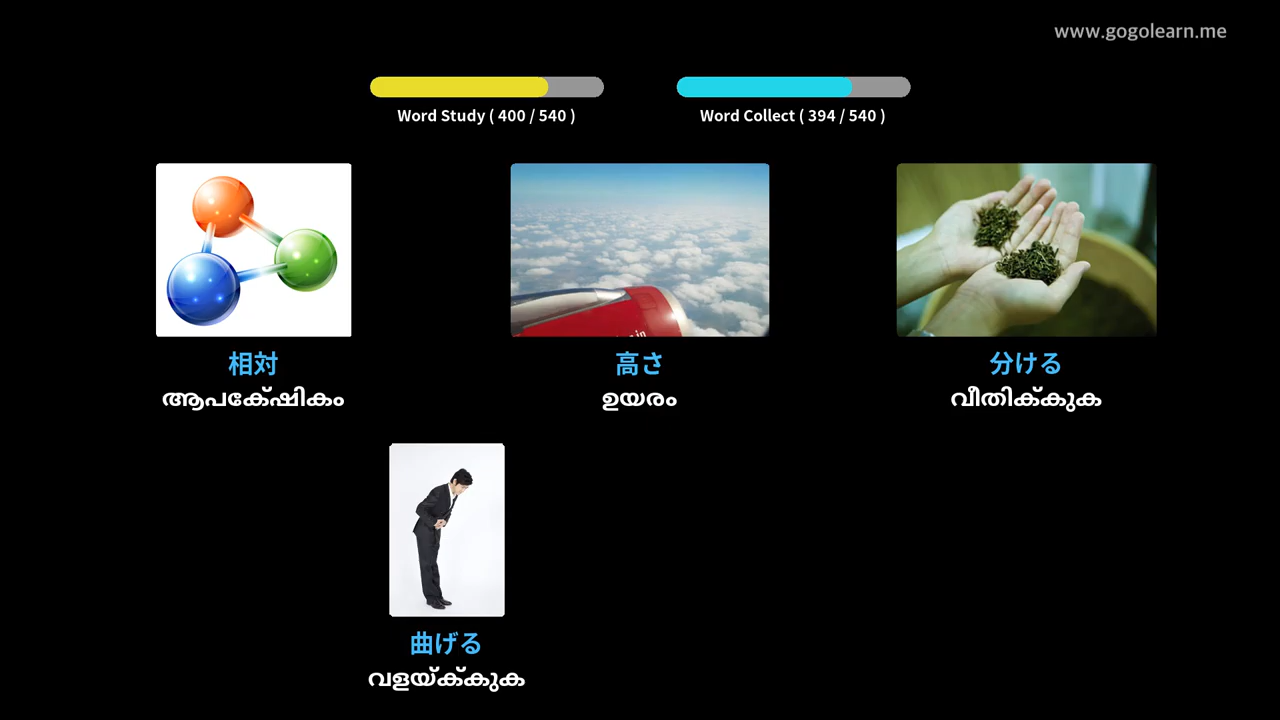 www.gogolearn.me
Word Study ( 400 / 540 )
Word Collect ( 394 / 540 )
相対
ആപേക്ഷികം
高さ
ഉയരം
分ける
വീതിക്കുക
曲げる
വളയ്ക്കുക